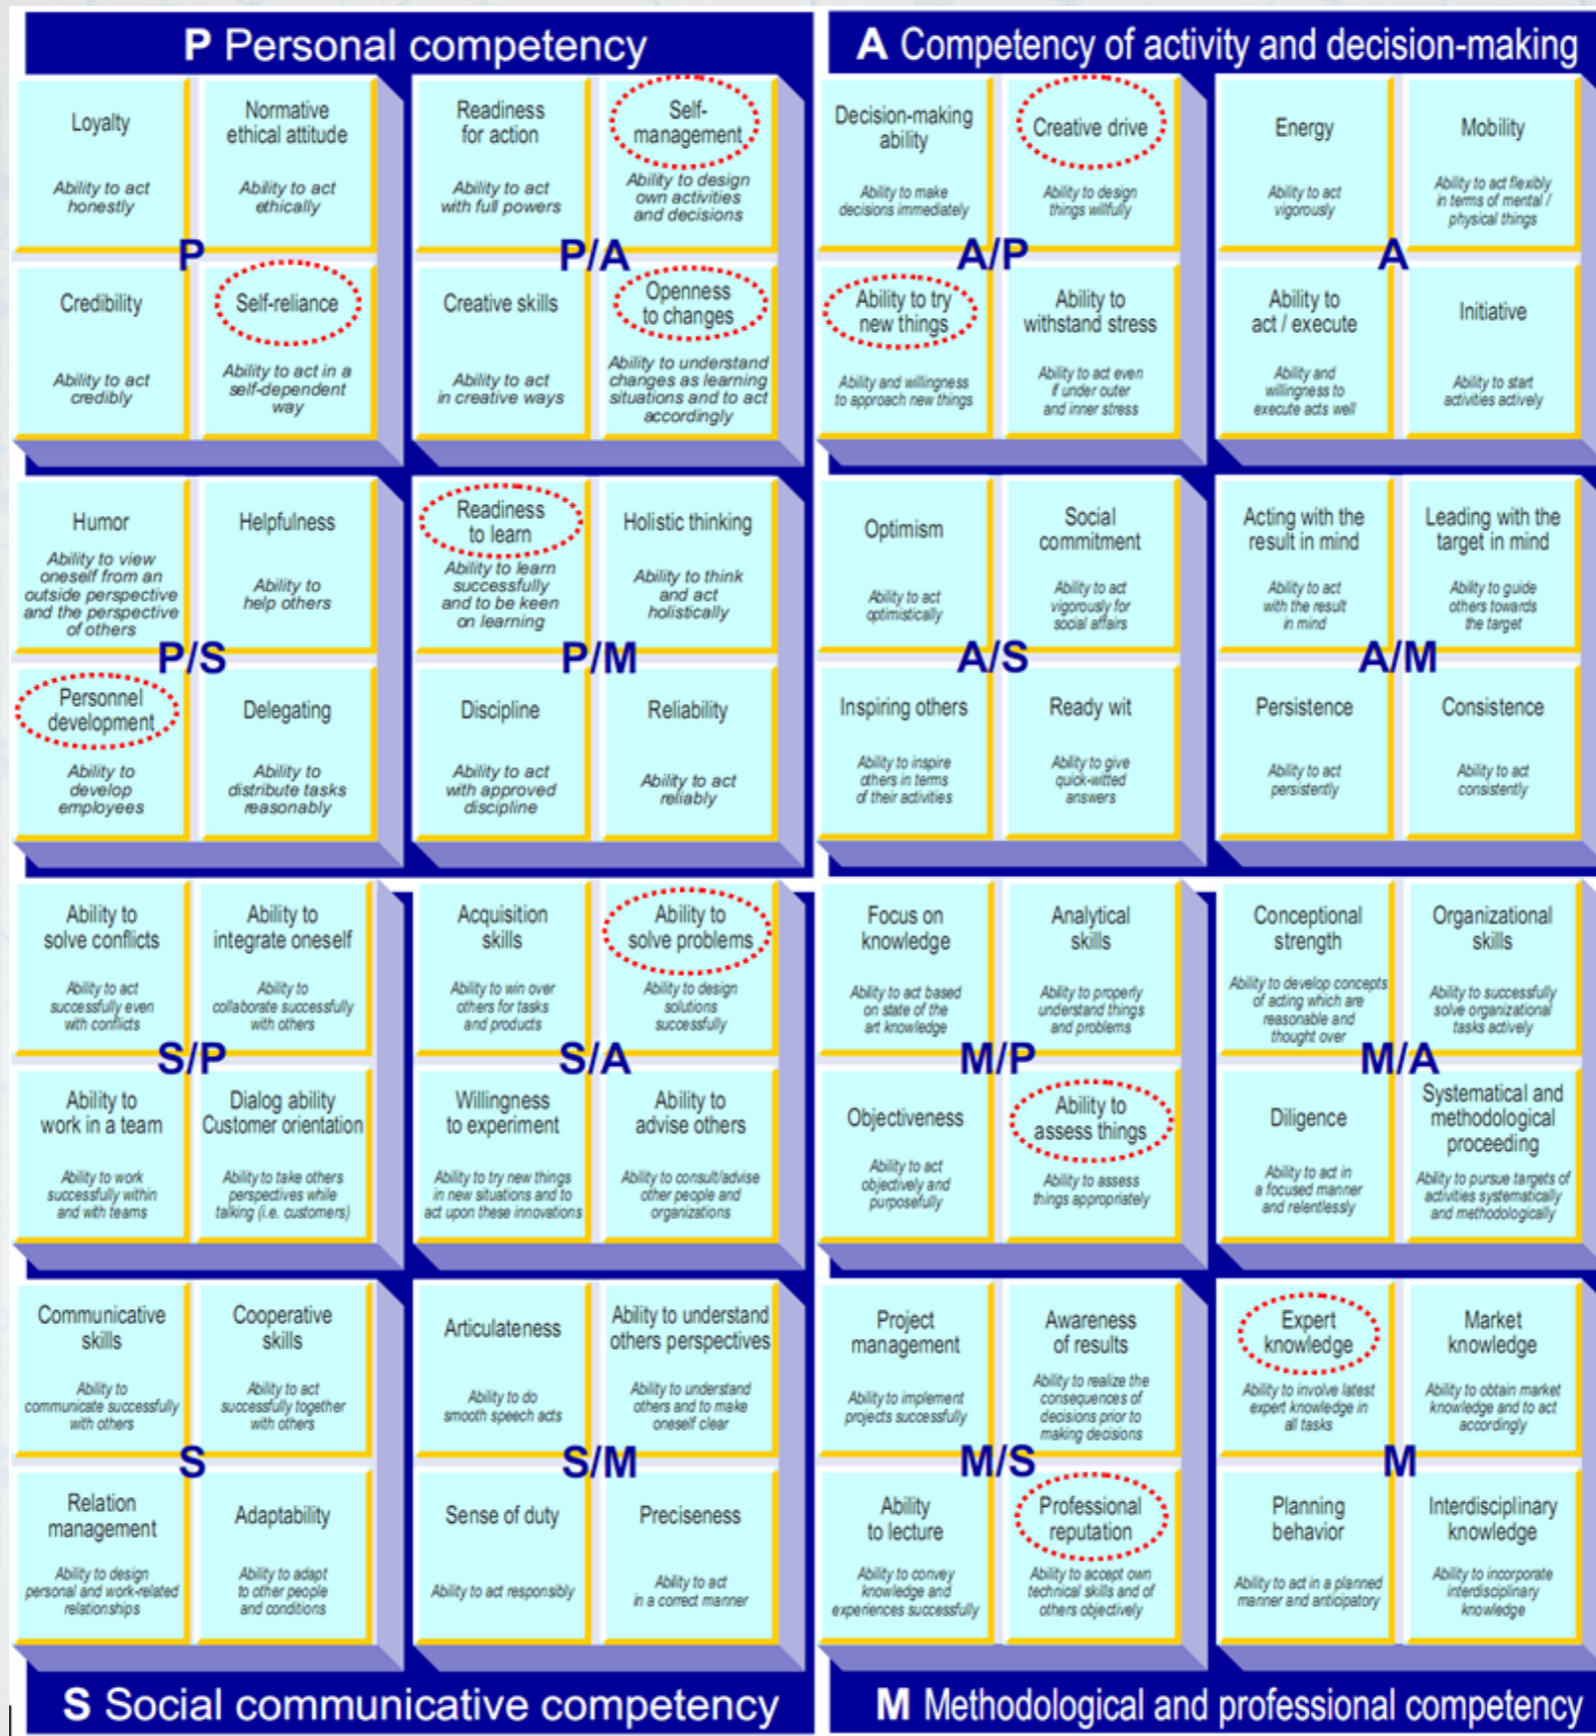 P Personal competency
A Competency of activity and decision-making
Loyalty
Ability to act
honestly
Normative
ethical attitude
Ability to act
ethically
P
Credibility
Ability to act
credibly
Self-reliance
Ability to act in a
self-dependent
way
Readiness
for action
Ability to act
with full powers
Self-
management
Ability to design
own activities
and decisions
P/A
Creative skills
Ability to act
in creative ways
Openness
to changes
Ability to understand
changes as learning
situations and to act
accordingly
Decision-making
ability
Ability to make
decisions immediately
Creative drive
Ability to design
things willfully
A/P
Ability to try
new things
Ability and willingness
to approach new things
Ability to
withstand stress
Ability to act even
if under outer
and inner stress
Energy
Ability to act
vigorously
Mobility
Ability to act flexibly
in terms of mental /
physical things
A
Ability to
act / execute
Ability and
willingness to
execute acts well
Initiative
Ability to start
activities actively
Humor
Ability to view
oneself from an
outside perspective
and the perspective
of others
Helpfulness
Ability to
help others
P/S
Personnel
development
Ability to
develop
employees
Delegating
Ability to
distribute tasks
reasonably
Readiness
to learn
Ability to learn
successfully
and to be keen
on learning
Holistic thinking
Ability to think
and act
holistically
P/M
Discipline
Ability to act
with approved
discipline
Reliability
Ability to act
reliably
Optimism
Ability to act
optimistically
Social
commitment
Ability to act
vigorously for
social affairs
A/S
Inspiring others
Ability to inspire
others in terms
of their activities
Ready wit
Ability to give
quick-witted
answers
Acting with the
result in mind
Ability to act
with the result
in mind
Leading with the
target in mind
Ability to guide
others towards
the target
A/M
Persistence
Ability to act
persistently
Consistence
Ability to act
consistently
Ability to
solve conflicts
Ability to act
successfully even
with conflicts
Ability to
integrate oneself
Ability to
collaborate successfully
with others
S/P
Ability to
work in a team
Ability to work
successfully within
and with teams
Dialog ability
Customer orientation
Ability to take others
perspectives while
talking (i.e. customers)
Acquisition
skills
Ability to win over
others for tasks
and products
Ability to
solve problems
Ability to design
solutions
successfully
S/A
Willingness
to experiment
Ability to try new things
in new situations and to
act upon these innovations
Ability to
advise others
Ability to consult/advise
other people and
organizations
Focus on
knowledge
Ability to act based
on state of the
art knowledge
Analytical
skills
Ability to properly
understand things
and problems
M/P
Objectiveness
Ability to act
objectively and
purposefully
Ability to
assess things
Ability to assess
things appropriately
Conceptional
strength
Ability to develop concepts
of acting which are
reasonable and
thought over
Organizational
skills
Ability to successfully
solve organizational
tasks actively
M/A
Diligence
Ability to act in
a focused manner
and relentlessly
Systematical and
methodological
proceeding
Ability to pursue targets of
activities systematically
and methodologically
Communicative
skills
Ability to
communicate successfully
with others
Cooperative
skills
Ability to act
successfully together
with others
S
Relation
management
Ability to design
personal and work-related
relationships
Adaptability
Ability to adapt
to other people
and conditions
Articulateness
Ability to do
smooth speech acts
Ability to understand
others perspectives
Ability to understand
others and to make
oneself clear
S/M
Sense of duty
Ability to act responsibly
Preciseness
Ability to act
in a correct manner
Project
management
Ability to implement
projects successfully
Awareness
of results
Ability to realize the
consequences of
decisions prior to
making decisions
M/S
Ability
to lecture
Ability to convey
knowledge and
experiences successfully
Professional
reputation
Ability to accept own
technical skills and of
others objectively
Expert
knowledge
Ability to involve latest
expert knowledge in
all tasks
Market
knowledge
Ability to obtain market
knowledge and to act
accordingly
M
Planning
behavior
Ability to act in a planned
manner and anticipatory
Interdisciplinary
knowledge
Ability to incorporate
interdisciplinary
knowledge
S Social communicative competency
M Methodological and professional competency